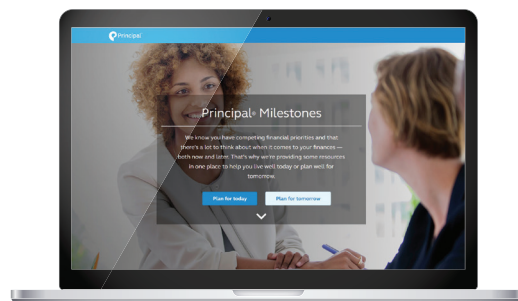 Principal
Principal® Milestones
We know you have competing financial priorities and that
there's a lot to think about when it comes to your finances —
both now and later. That's why we're providing some resources
in one place to help you live well today or plan well for
tomorrow.
Plan for today
Plan for tomorrow